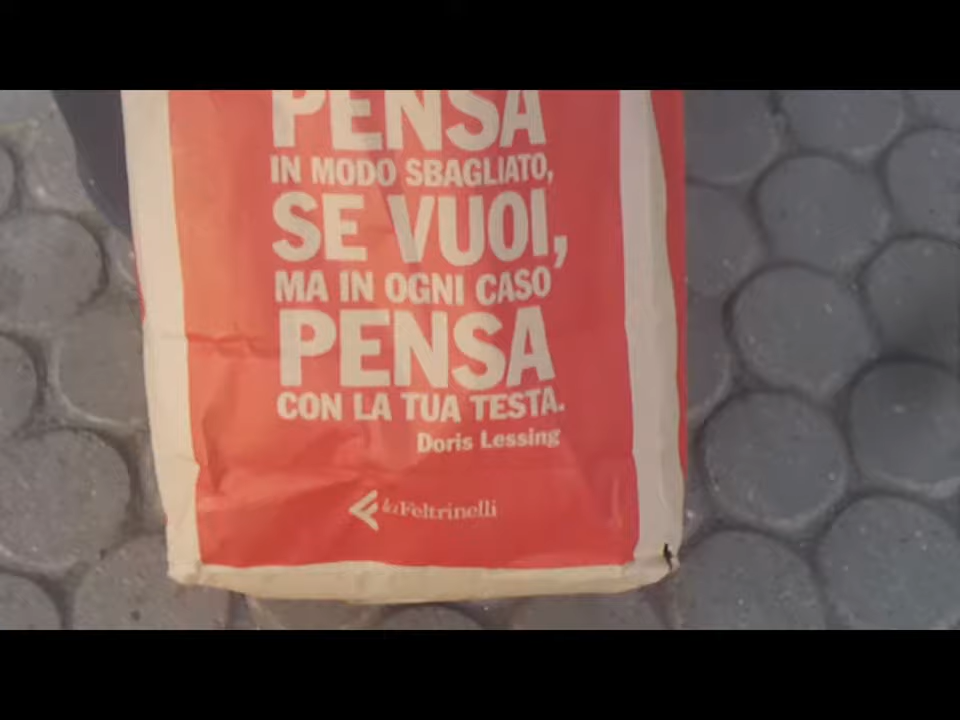 PENSA
IN MODO SBAGLIATO,
SE VUOI,
MA IN OGNI CASO
PENSA
CON LA TUA TESTA.
Doris Lessing
laFeltrinelli